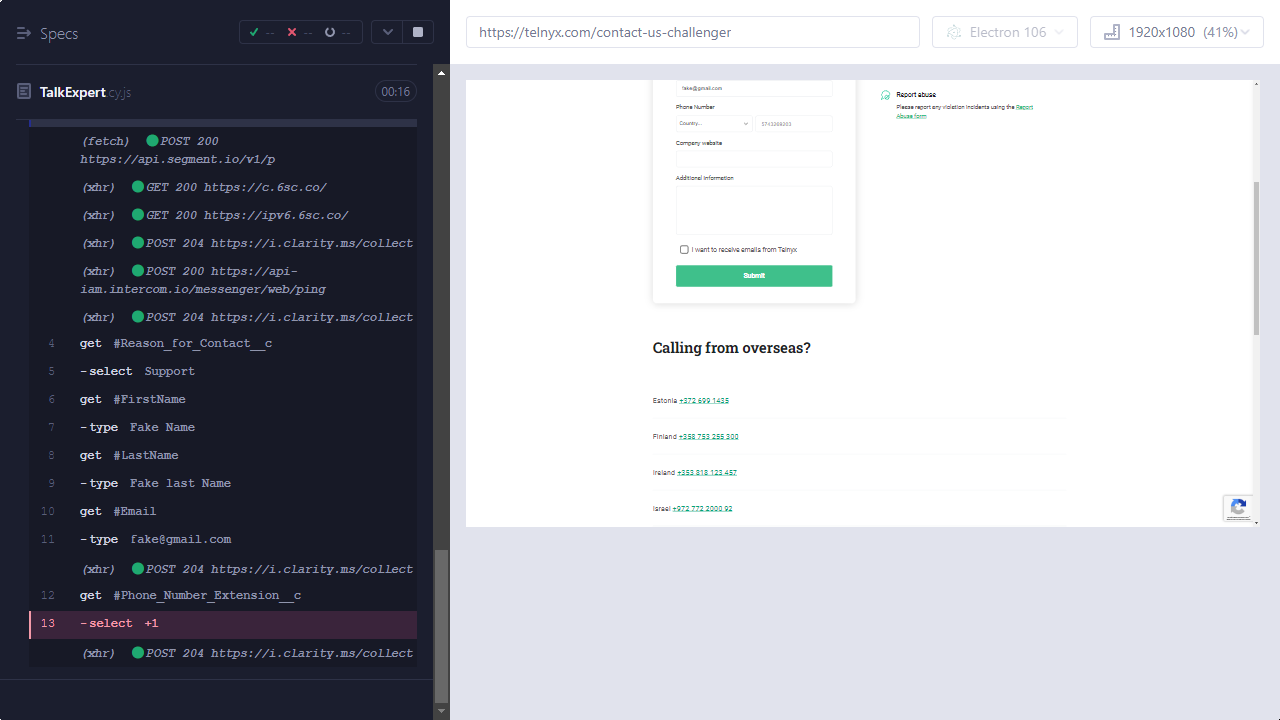 Specs
--
--
--
TalkExpert.cy.js
00:16
(fetch) POST 200
https://api.segment.io/v1/p
(xhr) GET 200 https://c.6sc.co/
(xhr) GET 200 https://ipv6.6sc.co/
(xhr) POST 204 https://i.clarity.ms/collect
(xhr) POST 200 https://api-
iam.intercom.io/messenger/web/ping
(xhr) POST 204 https://i.clarity.ms/collect
4 get #Reason_for_Contact__c
5 -select Support
6 get #FirstName
7 -type Fake Name
8 get #LastName
9 -type Fake last Name
10 get #Email
11 -type fake@gmail.com
(xhr) POST 204 https://i.clarity.ms/collect
12 get #Phone_Number_Extension__c
13 -select +1
(xhr) POST 204 https://i.clarity.ms/collect
https://telnyx.com/contact-us-challenger
Electron 106
1920x1080 (41%)
fake@gmail.com
Phone Number
Country...
5743268203
Company website
Additional Information
I want to receive emails from Telnyx
Submit
Report abuse
Please report any violation incidents using the Report
Abuse form
Calling from overseas?
Estonia +372 699 1435
Finland +358 753 255 300
Ireland +353 818 123 457
Israel +972 772 2000 92